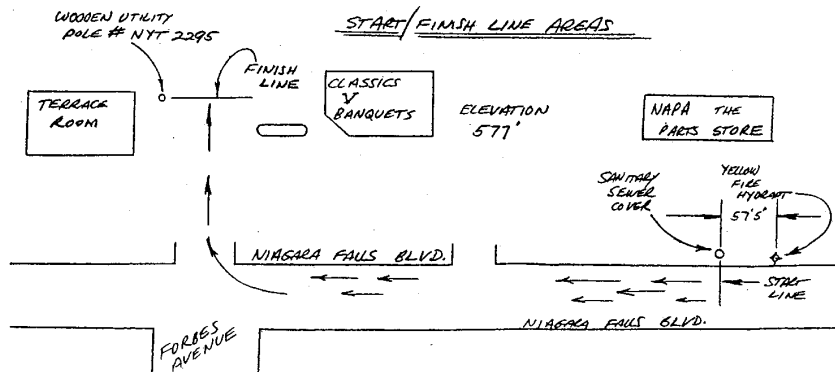 START/FINISH LINE AREAS
WOODEN UTILITY
POLE # NYT 2295
FINISH
LINE
TERRACE
ROOM
CLASSICS
V
BANQUETS
ELEVATION
577'
NAPA THE
PARTS STORE
SANITARY
SEWER
COVER
YELLOW
FIRE
HYDRANT
57'5"
NIAGARA FALLS BLVD.
START
LINE
NIAGARA FALLS BLVD.
FORBES
AVENUE